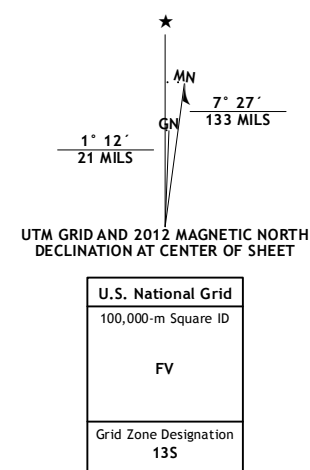 ★
MN
7° 27´
133 MILS
GN
1° 12´
21 MILS
UTM GRID AND 2012 MAGNETIC NORTH
DECLINATION AT CENTER OF SHEET
U.S. National Grid
100,000-m Square ID
FV
Grid Zone Designation
13S